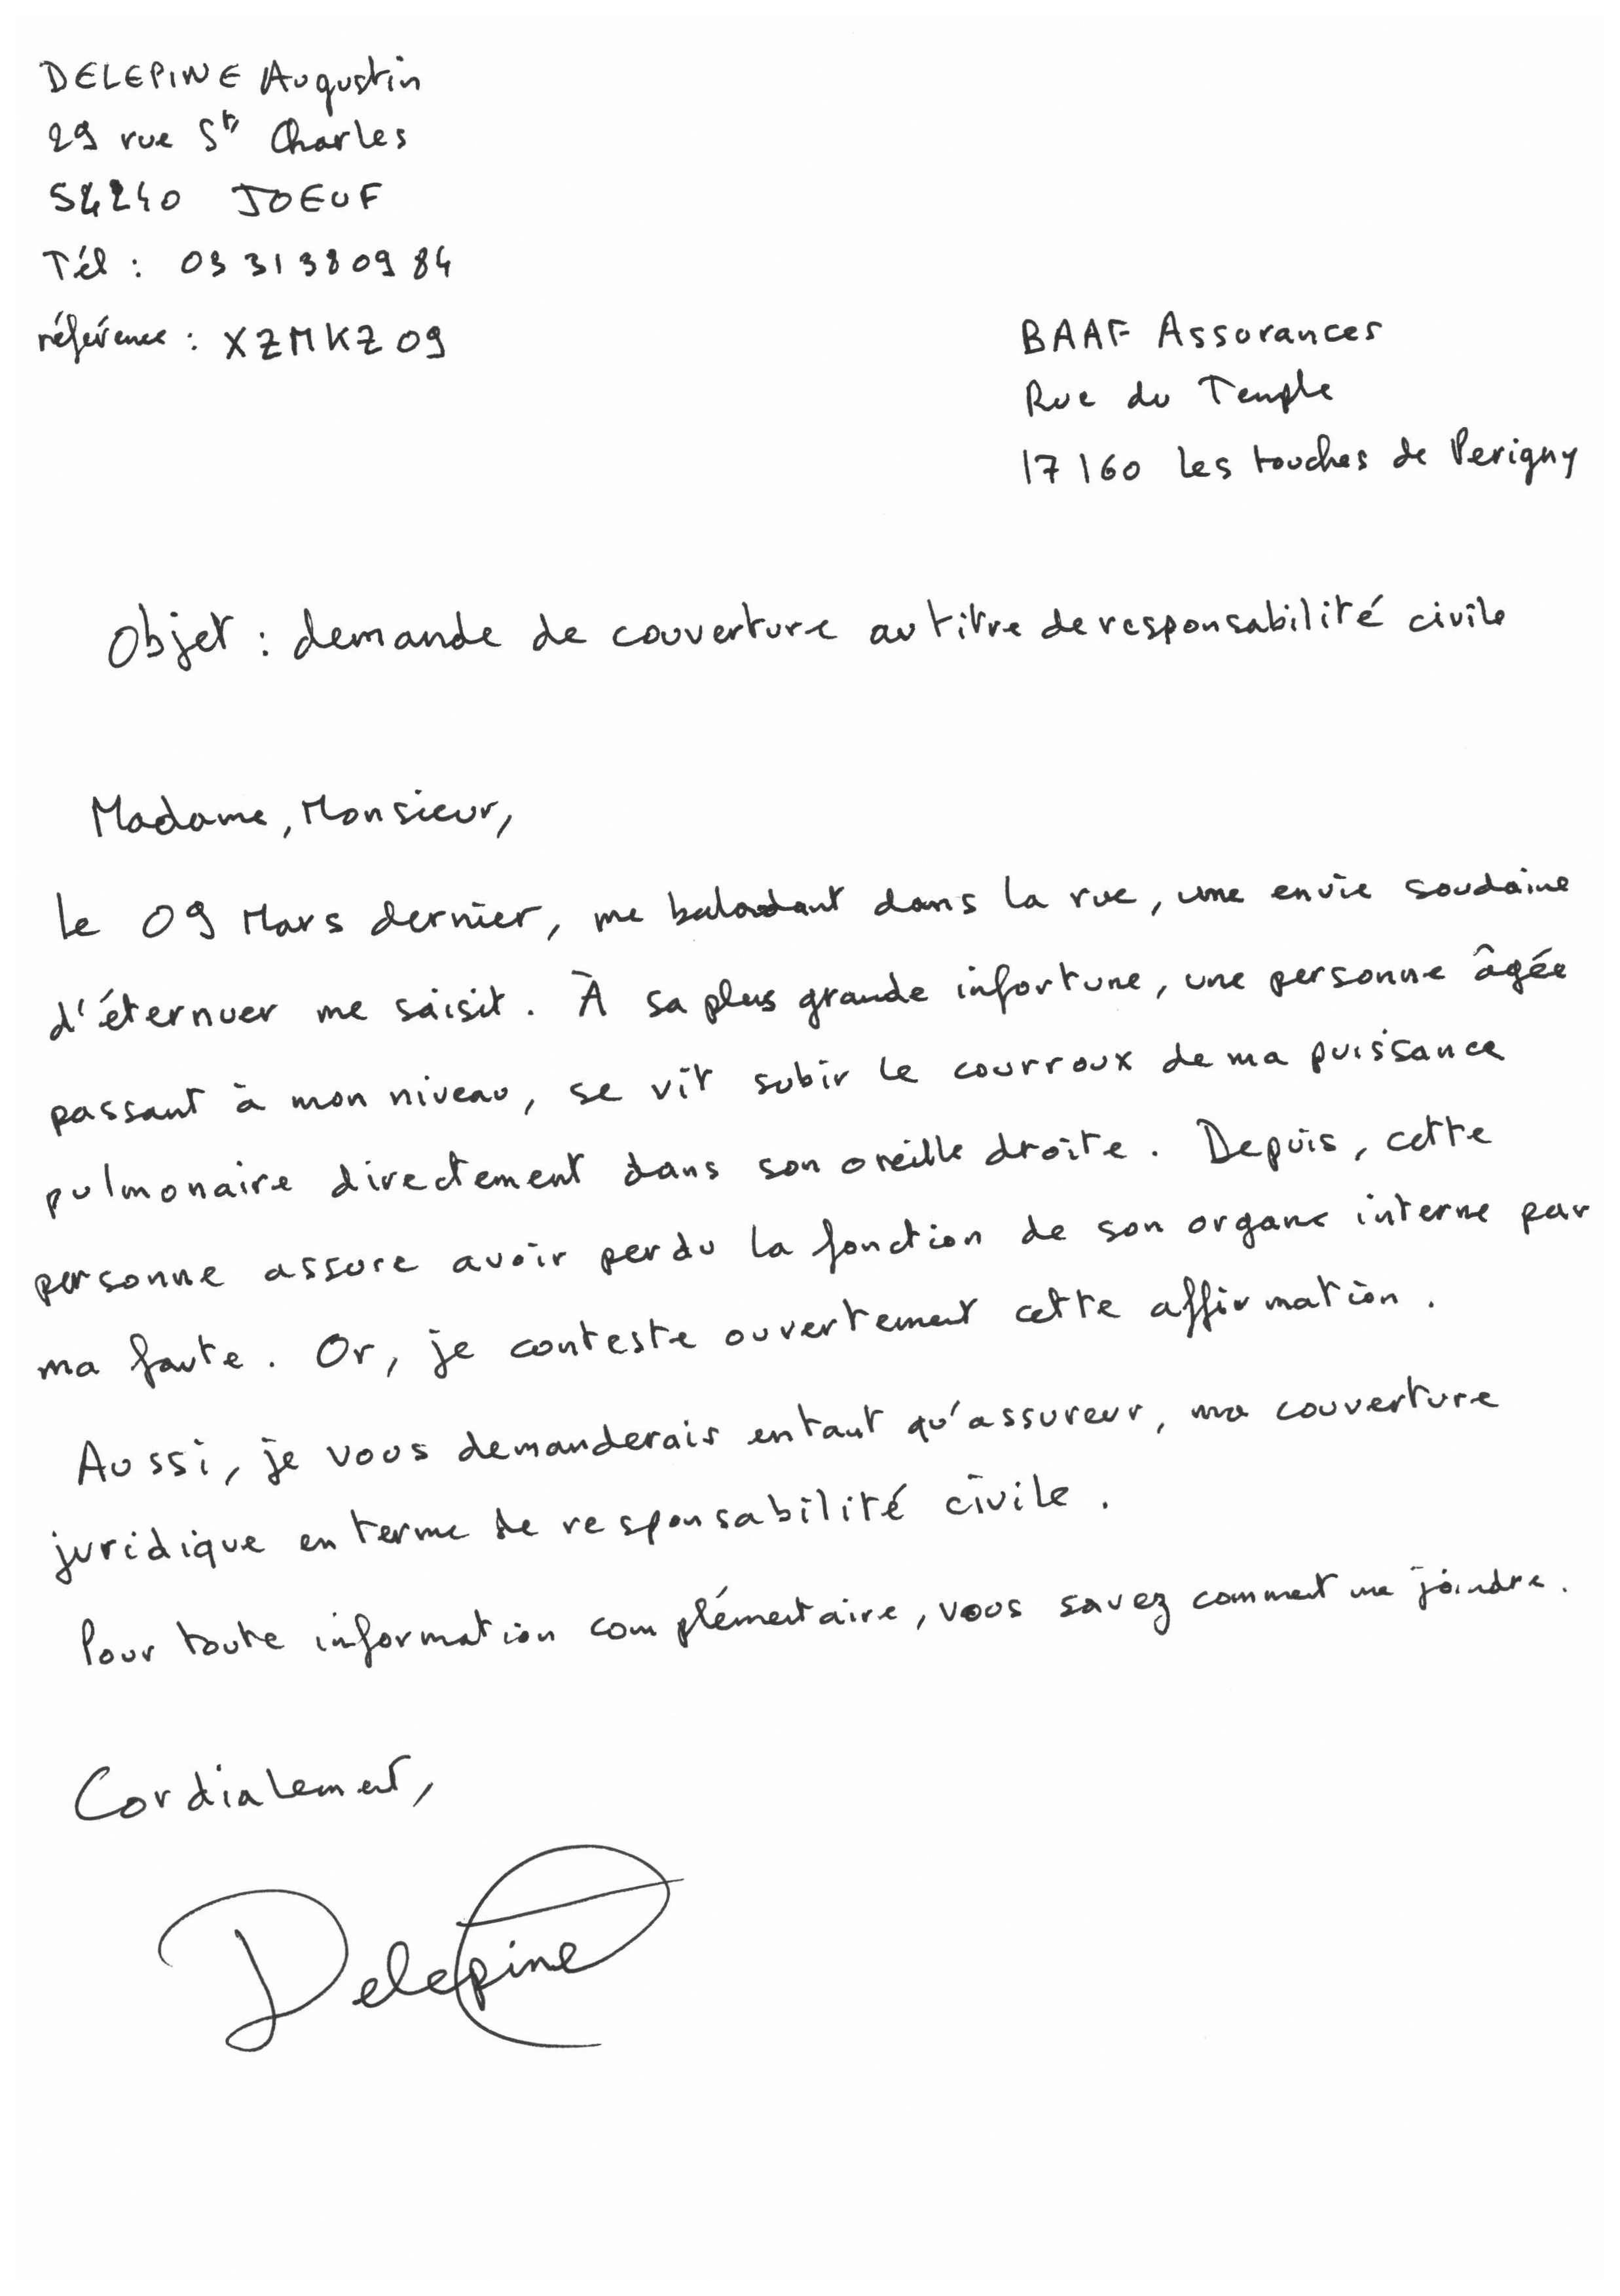 DELEPINE Augustin
29 rue St Charles
54240 JOEUF
Tél : 03 31 38 09 84
référence : XZMKZ09
BAAF Assurances
Rue du Temple
17160 les touches de Perigny
Objet : demande de couverture au titre de responsabilité civile
Madame, Monsieur,
Le 09 Mars dernier, me baladant dans la rue, une envie soudaine
d'éternuer me saisit. À sa plus grande infortune, une personne âgée
passant à mon niveau, se vit subir le courroux de ma puissance
pulmonaire directement dans son oreille droite. Depuis, cette
personne assure avoir perdu la fonction de son organe interne par
ma faute. Or, je conteste ouvertement cette affirmation.
Aussi, je vous demanderais en tant qu'assureur, ma couverture
juridique en terme de responsabilité civile.
Pour toute information complémentaire, vous savez comment me joindre.
Cordialement,
Delepine